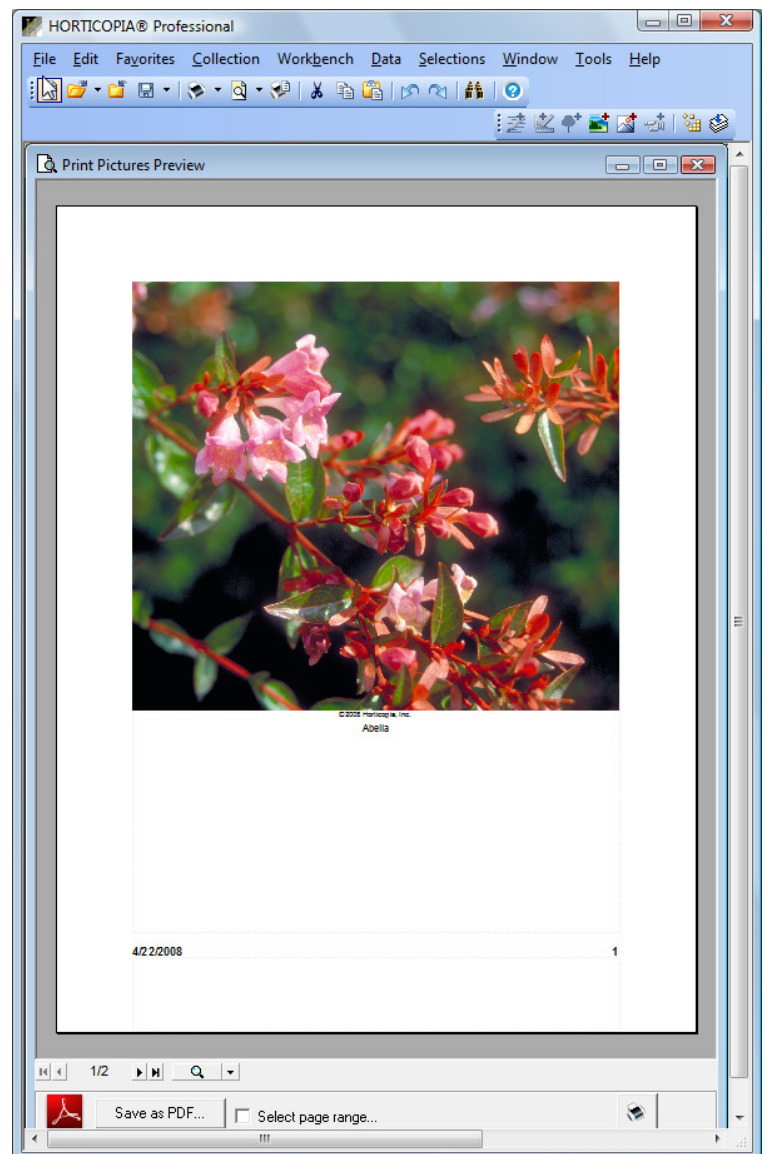 HORTICOPIA® Professional
File Edit Favorites Collection Workbench Data Selections Window Tools Help
Print Pictures Preview
©2005 Horticopia, Inc.
Abelia
4/22/2008 1
1/2
Save as PDF... Select page range...